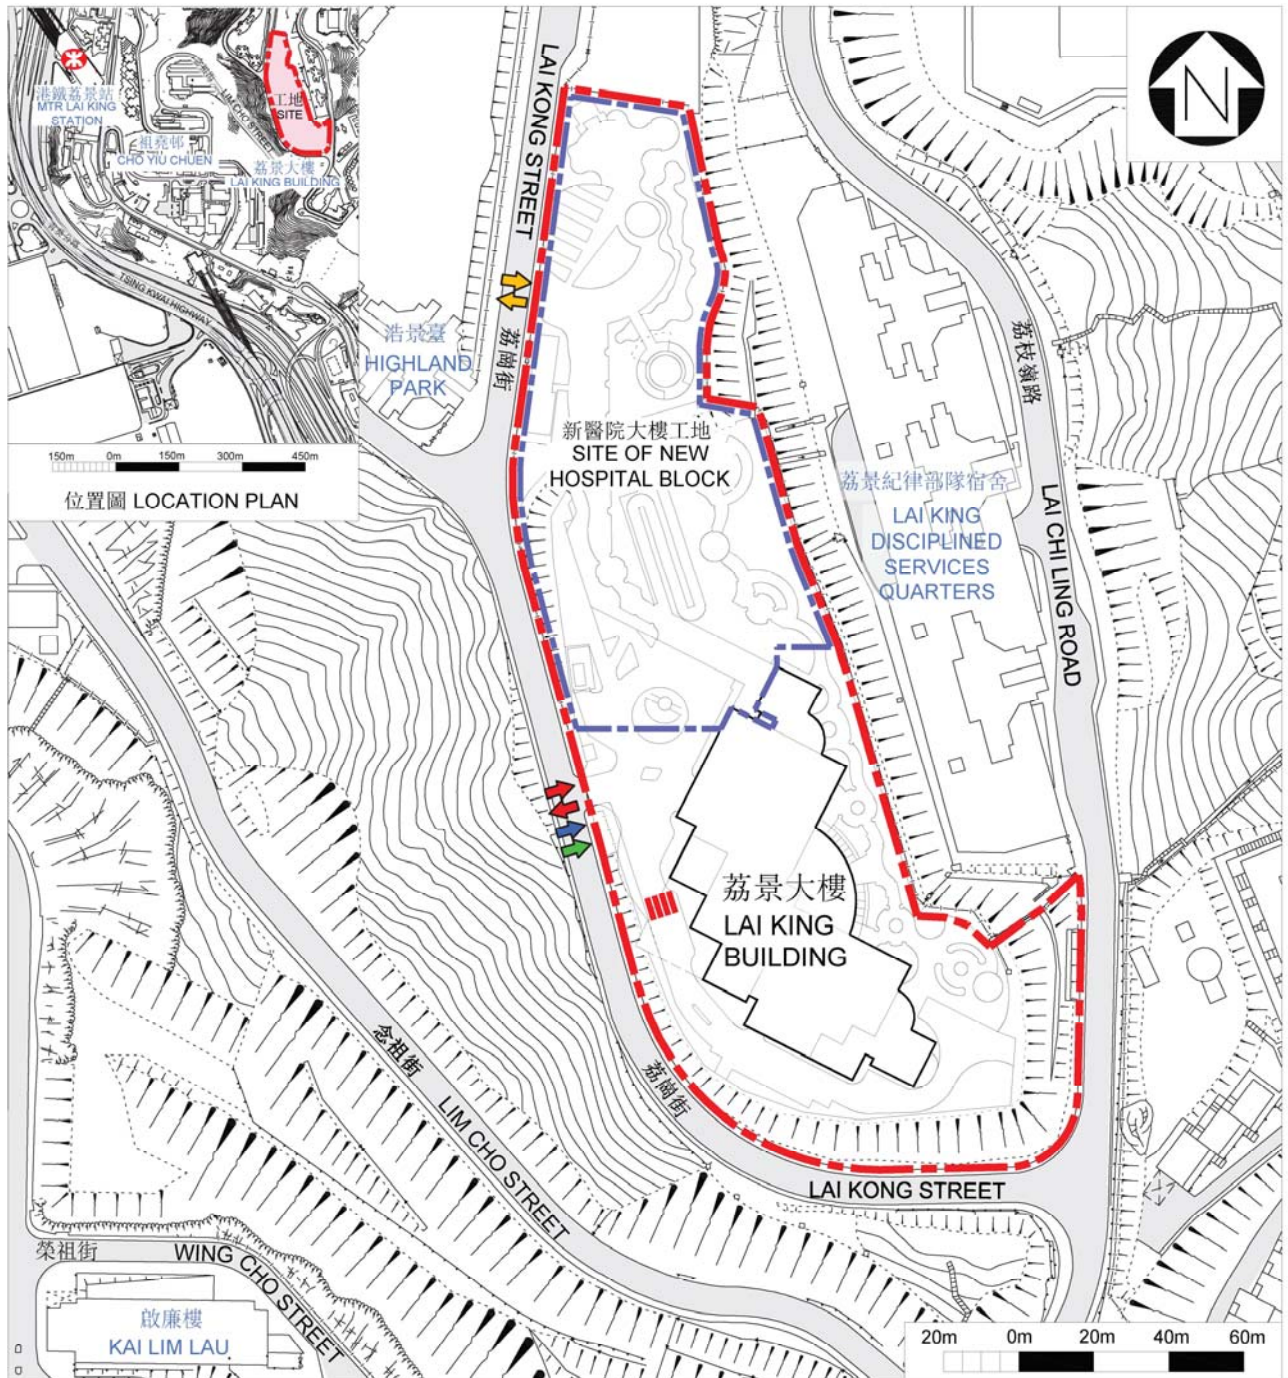 港鐵荔景站
MTR LAI KING
STATION
工地
SITE
LIM CHO STREET
祖堯邨
CHO YIU CHUEN
荔景大樓
LAI KING BUILDING
TSING KWAI HIGHWAY
150m 0m 150m 300m 450m
位置圖 LOCATION PLAN
N
LAI KONG STREET
荔崗街
浩景臺
HIGHLAND
PARK
新醫院大樓工地
SITE OF NEW
HOSPITAL BLOCK
荔枝嶺路
LAI CHI LING ROAD
荔景紀律部隊宿舍
LAI KING
DISCIPLINED
SERVICES
QUARTERS
荔景大樓
LAI KING
BUILDING
念祖街
LIM CHO STREET
荔崗街
LAI KONG STREET
榮祖街
WING CHO STREET
啟廉樓
KAI LIM LAU
20m 0m 20m 40m 60m